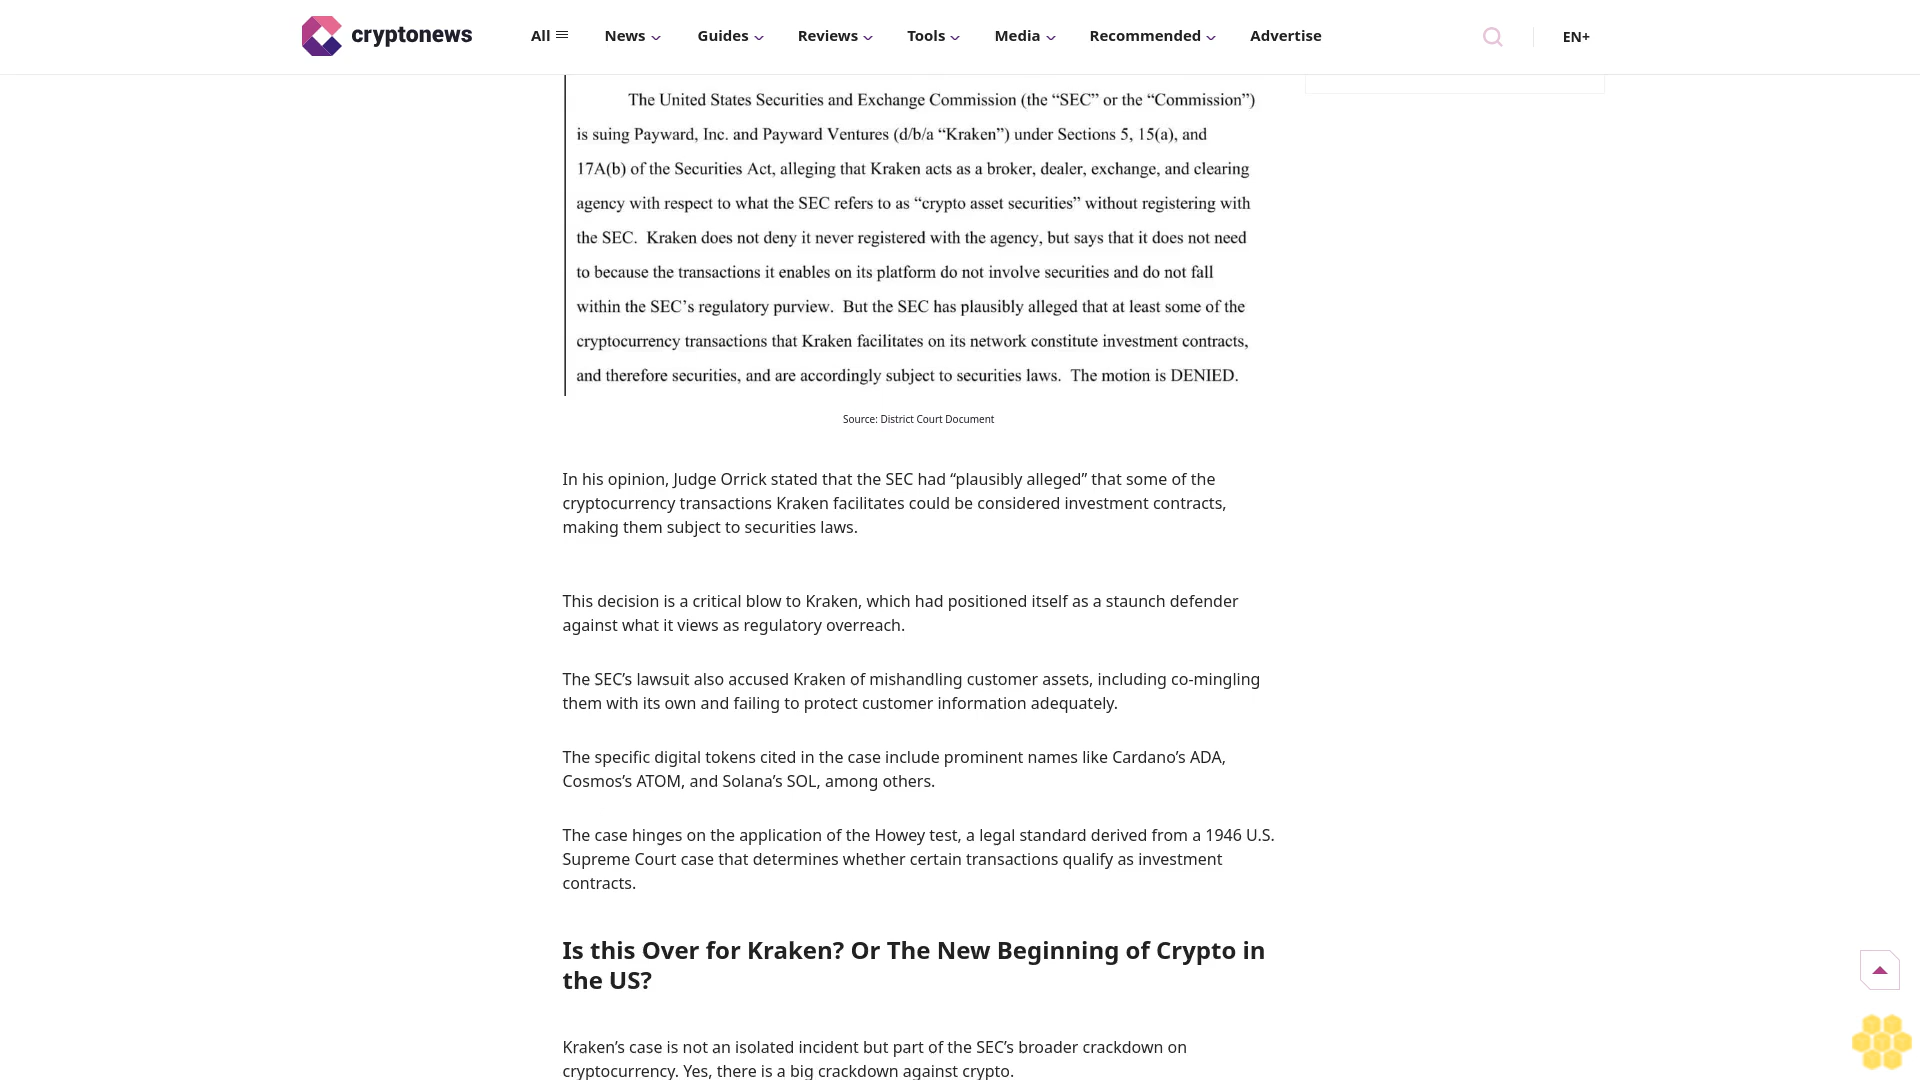 cryptonews
All
News
Guides
Reviews
Tools
Media
Recommended
Advertise
EN+
The United States Securities and Exchange Commission (the “SEC” or the “Commission”)
is suing Payward, Inc. and Payward Ventures (d/b/a “Kraken”) under Sections 5, 15(a), and
17A(b) of the Securities Act, alleging that Kraken acts as a broker, dealer, exchange, and clearing
agency with respect to what the SEC refers to as “crypto asset securities” without registering with
the SEC. Kraken does not deny it never registered with the agency, but says that it does not need
to because the transactions it enables on its platform do not involve securities and do not fall
within the SEC’s regulatory purview. But the SEC has plausibly alleged that at least some of the
cryptocurrency transactions that Kraken facilitates on its network constitute investment contracts,
and therefore securities, and are accordingly subject to securities laws. The motion is DENIED.
Source: District Court Document
In his opinion, Judge Orrick stated that the SEC had “plausibly alleged” that some of the
cryptocurrency transactions Kraken facilitates could be considered investment contracts,
making them subject to securities laws.
This decision is a critical blow to Kraken, which had positioned itself as a staunch defender
against what it views as regulatory overreach.
The SEC’s lawsuit also accused Kraken of mishandling customer assets, including co-mingling
them with its own and failing to protect customer information adequately.
The specific digital tokens cited in the case include prominent names like Cardano’s ADA,
Cosmos’s ATOM, and Solana’s SOL, among others.
The case hinges on the application of the Howey test, a legal standard derived from a 1946 U.S.
Supreme Court case that determines whether certain transactions qualify as investment
contracts.
Is this Over for Kraken? Or The New Beginning of Crypto in
the US?
Kraken’s case is not an isolated incident but part of the SEC’s broader crackdown on
cryptocurrency. Yes, there is a big crackdown against crypto.